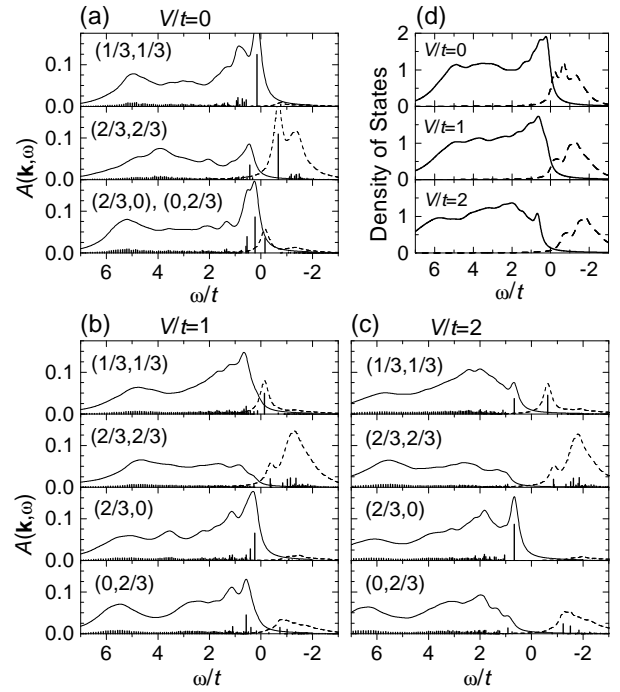 (a) V/t=0
(1/3,1/3)
0.1
0.0
(2/3,2/3)
0.1
0.0
(2/3,0), (0,2/3)
0.1
0.0
A(k,ω)
6 4 2 0 -2
ω/t
(d)
V/t=0
2
1
0
V/t=1
2
1
0
V/t=2
2
1
0
Density of States
6 4 2 0 -2
ω/t
(b) V/t=1
(1/3,1/3)
0.1
0.0
(2/3,2/3)
0.1
0.0
(2/3,0)
0.1
0.0
(0,2/3)
0.1
0.0
A(k,ω)
6 4 2 0 -2
ω/t
(c) V/t=2
(1/3,1/3)
(2/3,2/3)
(2/3,0)
(0,2/3)
6 4 2 0 -2
ω/t